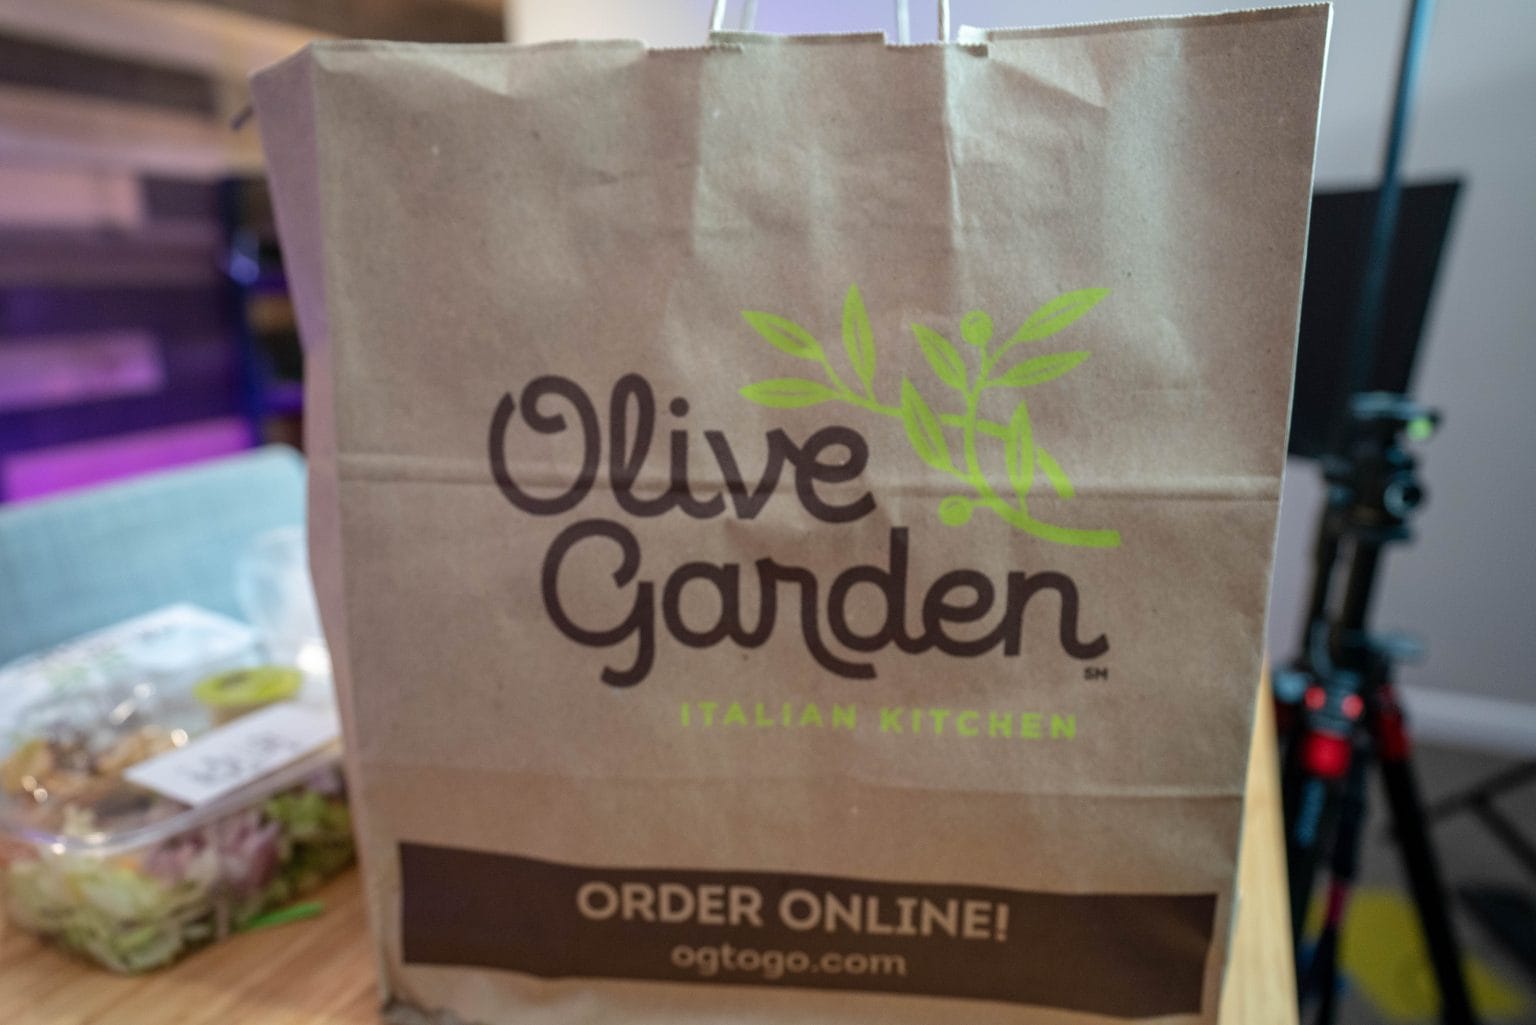 Olive
Garden
SM
ITALIAN KITCHEN
ORDER ONLINE!
ogtogo.com